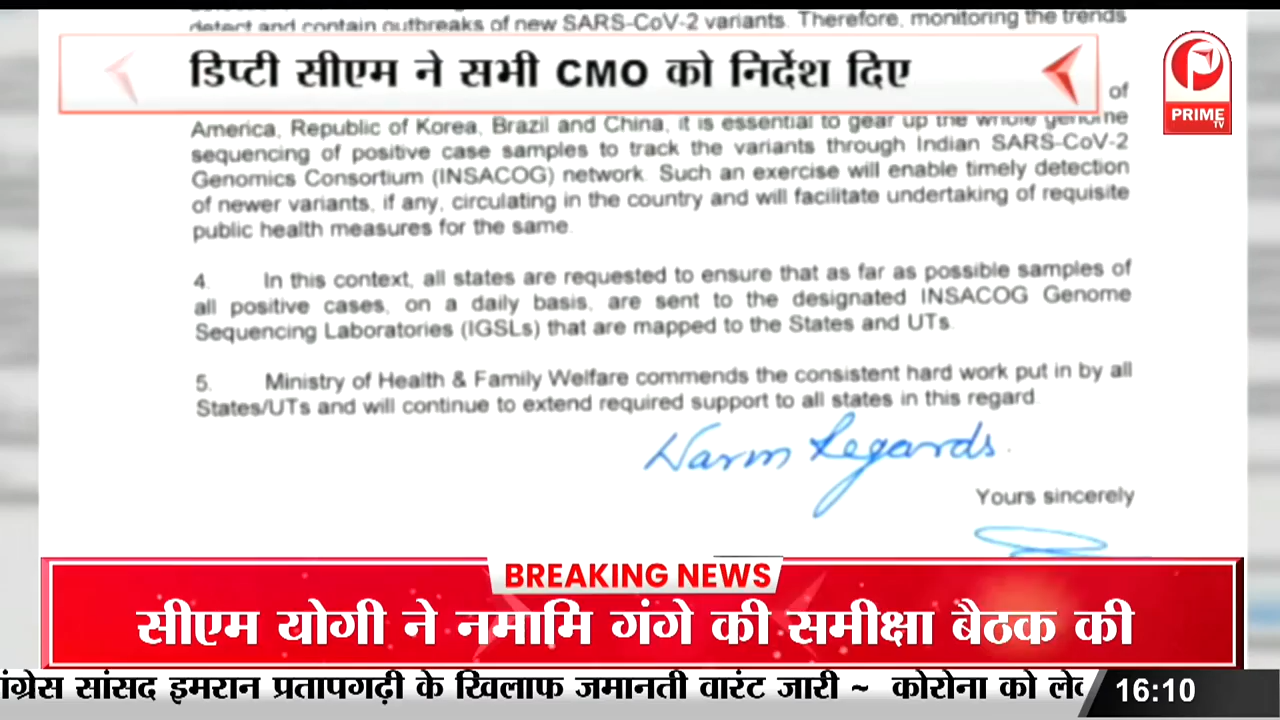 detect and contain outbreaks of new SARS-CoV-2 variants. Therefore, monitoring the trends
डिप्टी सीएम ने सभी CMO को निर्देश दिए
PRIME
TV
of
America, Republic of Korea, Brazil and China, it is essential to gear up the whole genome
sequencing of positive case samples to track the variants through Indian SARS-CoV-2
Genomics Consortium (INSACOG) network. Such an exercise will enable timely detection
of newer variants, if any, circulating in the country and will facilitate undertaking of requisite
public health measures for the same.
4. In this context, all states are requested to ensure that as far as possible samples of
all positive cases, on a daily basis, are sent to the designated INSACOG Genome
Sequencing Laboratories (IGSLs) that are mapped to the States and UTs.
5. Ministry of Health & Family Welfare commends the consistent hard work put in by all
States/UTs and will continue to extend required support to all states in this regard.
Warm Regards.
Yours sincerely
BREAKING NEWS
सीएम योगी ने नमामि गंगे की समीक्षा बैठक की
सांसद इमरान प्रतापगढ़ी के खिलाफ जमानती वारंट जारी ~ कोरोना को
16:10